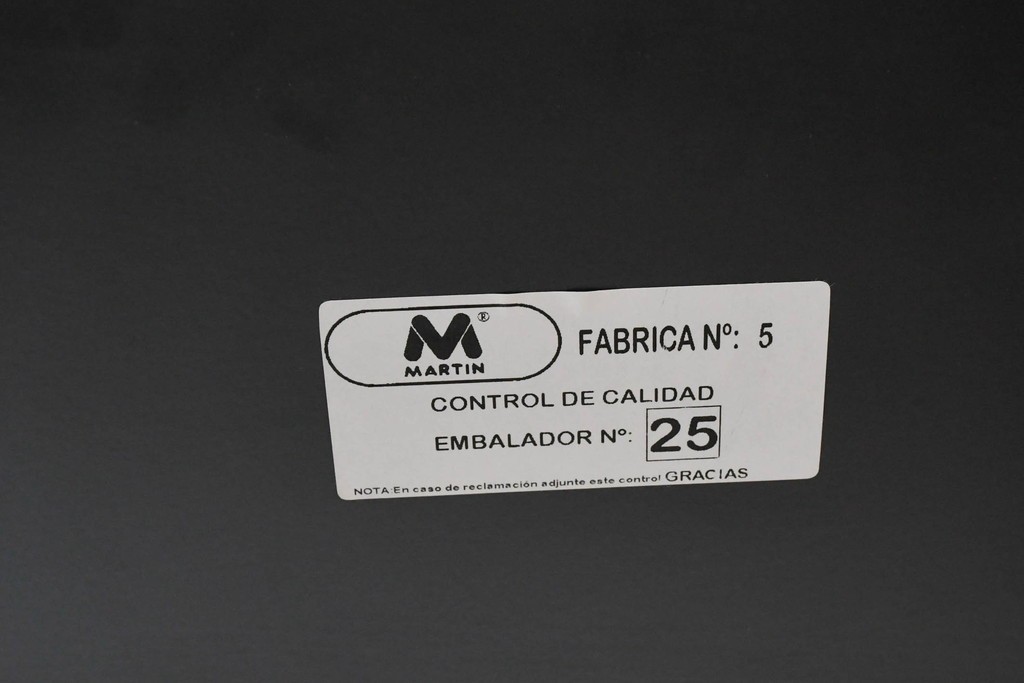 M®
MARTIN
FABRICA Nº: 5
CONTROL DE CALIDAD
EMBALADOR Nº: 25
NOTA:En caso de reclamación adjunte este control GRACIAS